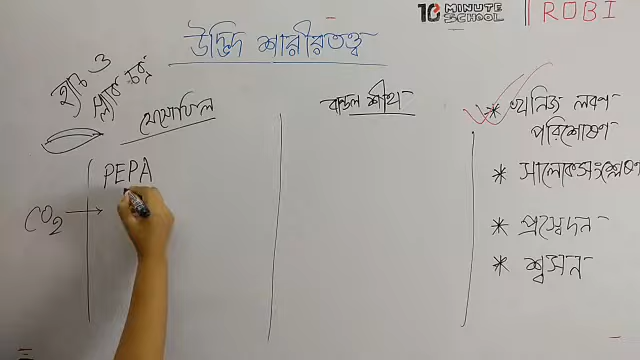 10 MINUTE SCHOOL
ROBI
উদ্ভিদ শারীরতত্ত্ব
হ্যাচ ও
স্ল্যাক চক্র
মেসোফিল
বান্ডল শীথ
PEPA
CO2
* খনিজ লবণ
পরিশোষণ
* সালোকসংশ্লেষণ
* প্রস্বেদন
* শ্বসন